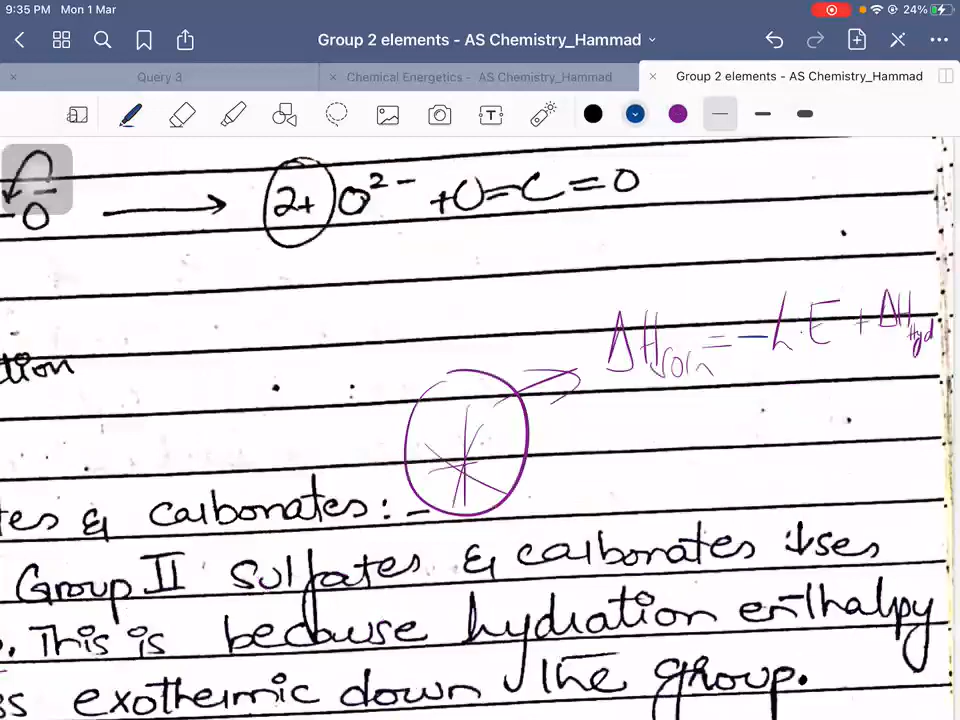 9:35 PM Mon 1 Mar
24%
Group 2 elements - AS Chemistry_Hammad
Query 3
Chemical Energetics - AS Chemistry_Hammad
Group 2 elements - AS Chemistry_Hammad
O → 2+ O²⁻ + O=C=O
ΔHsoln = -L.E + ΔHHyd
tion
tes & carbonates:-
Group II sulfates & carbonates ↓ses
. This is because hydration enthalpy
ss exothermic down the group.